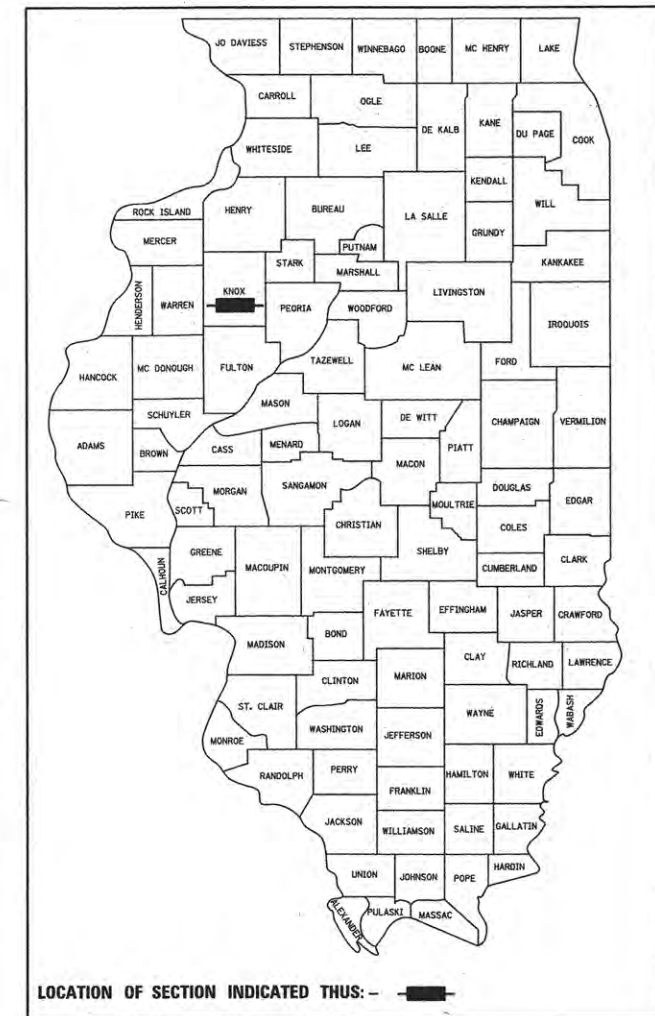 JO DAVIESS
STEPHENSON
WINNEBAGO
BOONE
MC HENRY
LAKE
CARROLL
OGLE
DE KALB
KANE
DU PAGE
COOK
WHITESIDE
LEE
KENDALL
WILL
ROCK ISLAND
HENRY
BUREAU
LA SALLE
GRUNDY
MERCER
PUTNAM
STARK
MARSHALL
KANKAKEE
HENDERSON
WARREN
KNOX
PEORIA
WOODFORD
LIVINGSTON
IROQUOIS
HANCOCK
MC DONOUGH
FULTON
TAZEWELL
MC LEAN
FORD
SCHUYLER
MASON
LOGAN
DE WITT
CHAMPAIGN
VERMILION
ADAMS
BROWN
CASS
MENARD
PIATT
MACON
PIKE
SCOTT
MORGAN
SANGAMON
CHRISTIAN
MOULTRIE
DOUGLAS
EDGAR
COLES
CALHOUN
GREENE
MACOUPIN
MONTGOMERY
SHELBY
CUMBERLAND
CLARK
JERSEY
FAYETTE
EFFINGHAM
JASPER
CRAWFORD
MADISON
BOND
CLAY
RICHLAND
LAWRENCE
CLINTON
MARION
ST. CLAIR
WAYNE
EDWARDS
WABASH
MONROE
WASHINGTON
JEFFERSON
RANDOLPH
PERRY
HAMILTON
WHITE
FRANKLIN
JACKSON
WILLIAMSON
SALINE
GALLATIN
UNION
JOHNSON
POPE
HARDIN
ALEXANDER
PULASKI
MASSAC
LOCATION OF SECTION INDICATED THUS: -